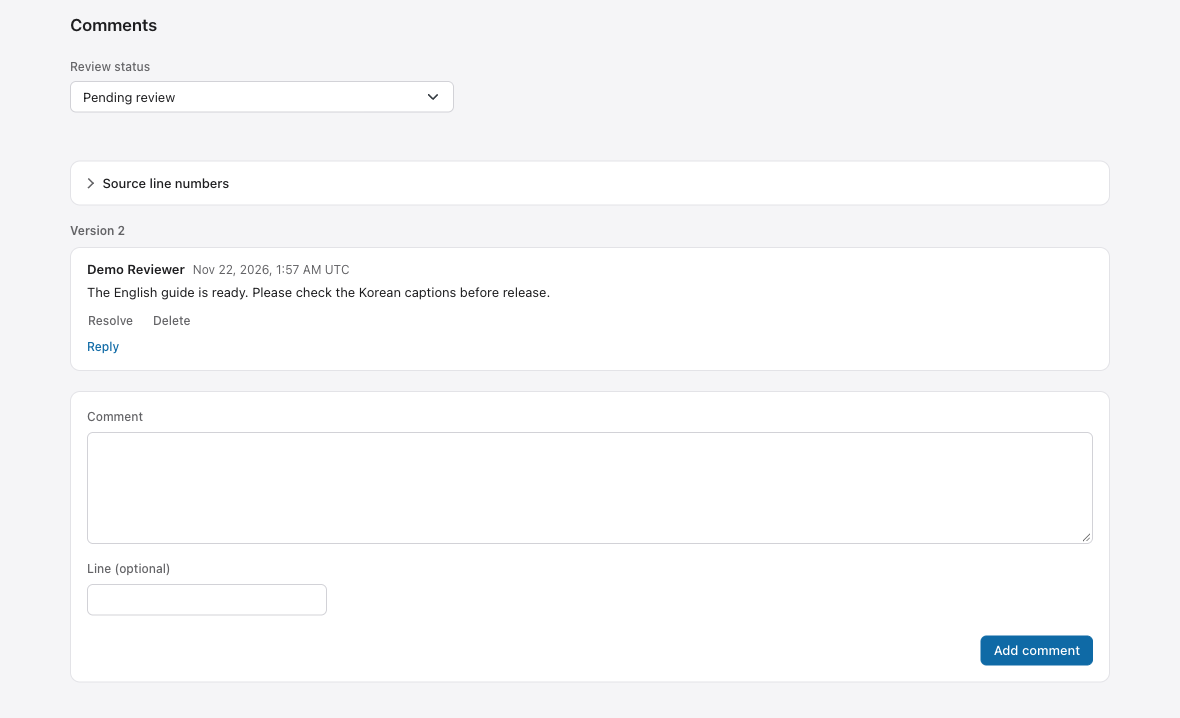 Comments
Review status
Pending review
Source line numbers
Version 2
Demo Reviewer Nov 22, 2026, 1:57 AM UTC
The English guide is ready. Please check the Korean captions before release.
Resolve Delete
Reply
Comment
Line (optional)
Add comment